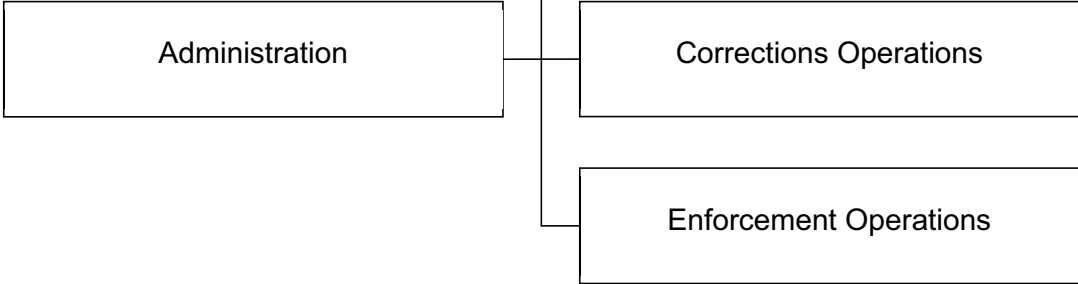 Administration
Corrections Operations
Enforcement Operations